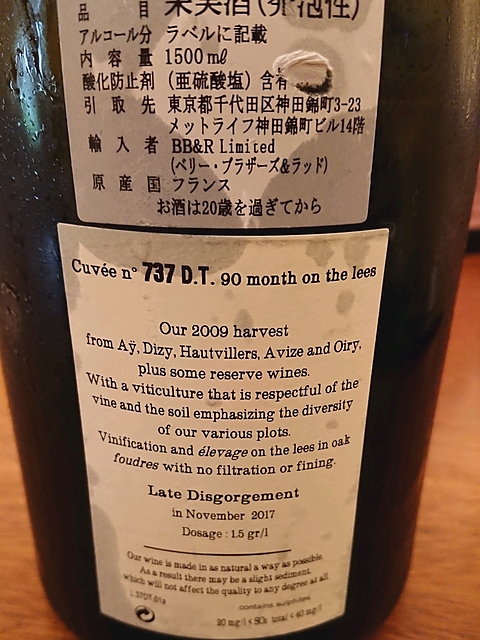 品 目 果実酒(発泡性)
アルコール分 ラベルに記載
内 容 量 1500㎖
酸化防止剤 (亜硫酸塩) 含有
引 取 先 東京都千代田区神田錦町3-23
メットライフ神田錦町ビル14階
輸 入 者 BB&R Limited
(ベリー・ブラザーズ&ラッド)
原 産 国 フランス
お酒は20歳を過ぎてから
Cuvée n° 737 D.T. 90 month on the lees
Our 2009 harvest
from Aÿ, Dizy, Hautvillers, Avize and Oiry,
plus some reserve wines.
With a viticulture that is respectful of the
vine and the soil emphasizing the diversity
of our various plots.
Vinification and élevage on the lees in oak
foudres with no filtration or fining.
Late Disgorgement
in November 2017
Dosage : 1.5 gr/l
Our wine is made in as natural a way as possible.
As a result there may be a slight sediment,
which will not affect the quality to any degree at all.
L37DT.01a
contains sulphites
20 mg/l < SO₂ total < 40 mg/l